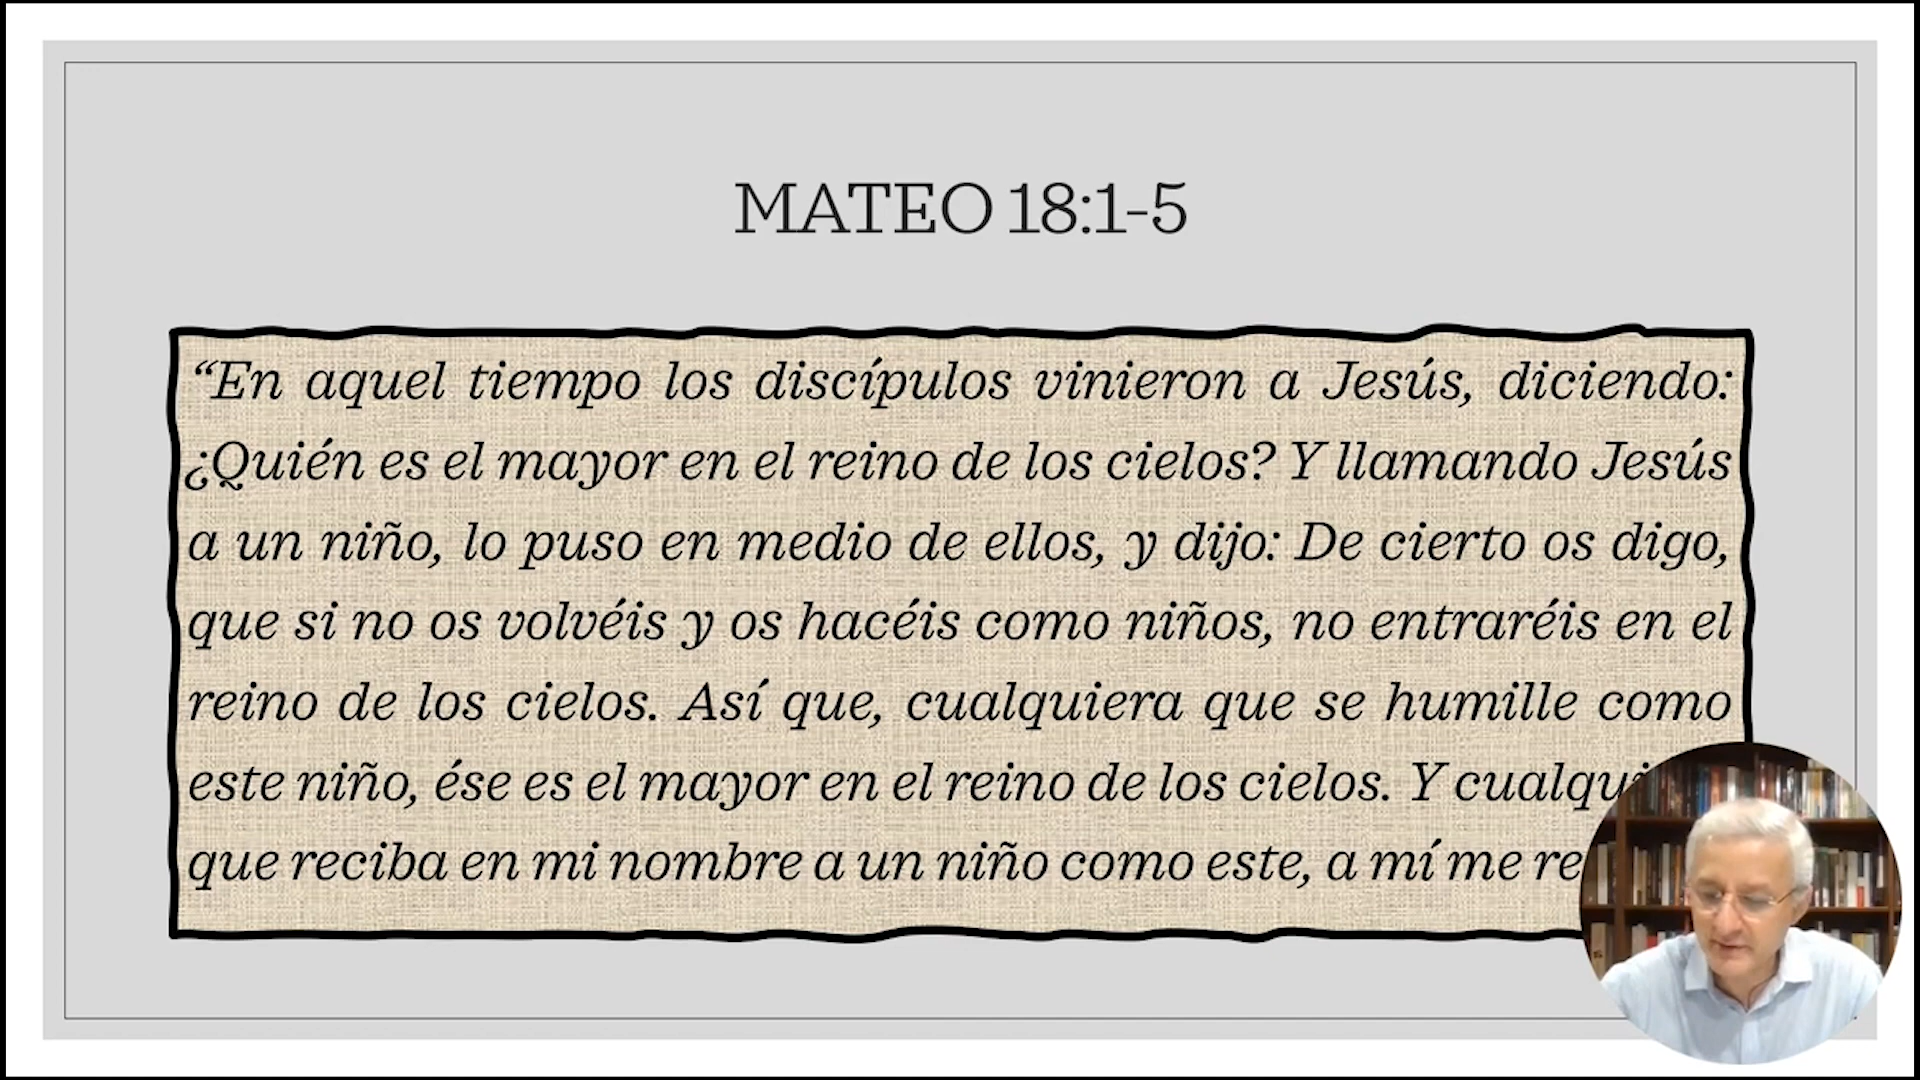 MATEO 18:1-5
“En aquel tiempo los discípulos vinieron a Jesús, diciendo:
¿Quién es el mayor en el reino de los cielos? Y llamando Jesús
a un niño, lo puso en medio de ellos, y dijo: De cierto os digo,
que si no os volvéis y os hacéis como niños, no entraréis en el
reino de los cielos. Así que, cualquiera que se humille como
este niño, ése es el mayor en el reino de los cielos. Y
que reciba en mi nombre a un niño como este, a mí me